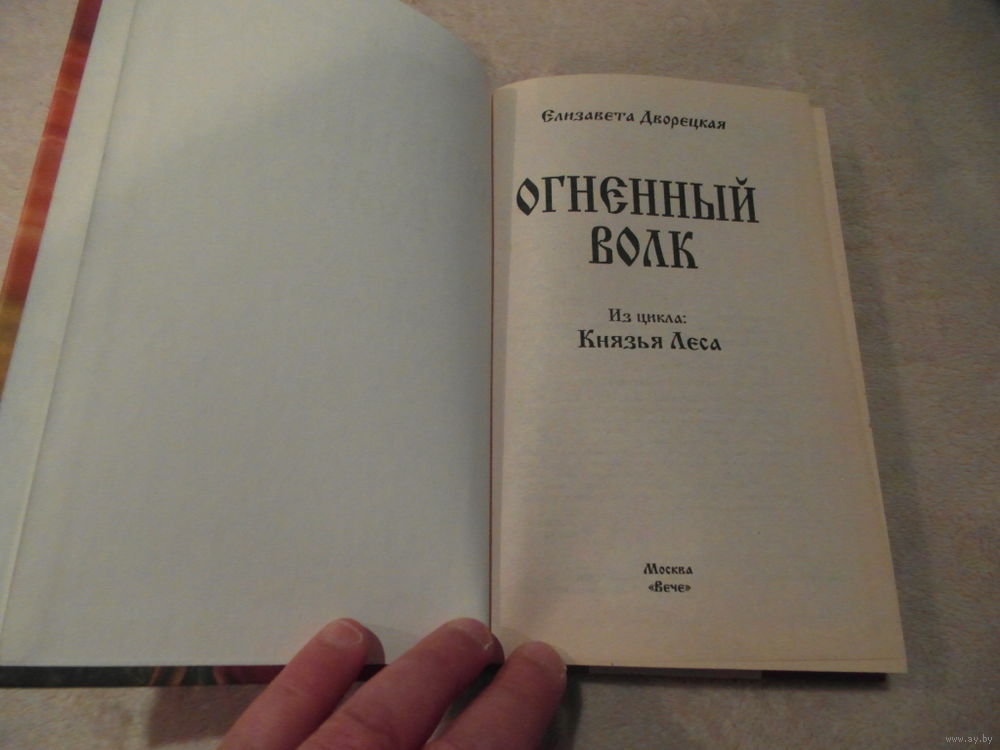 Елизавета Дворецкая
ОГНЕННЫЙ
ВОЛК
Из цикла:
Князья Леса
Москва
«Вече»
www.ay.by